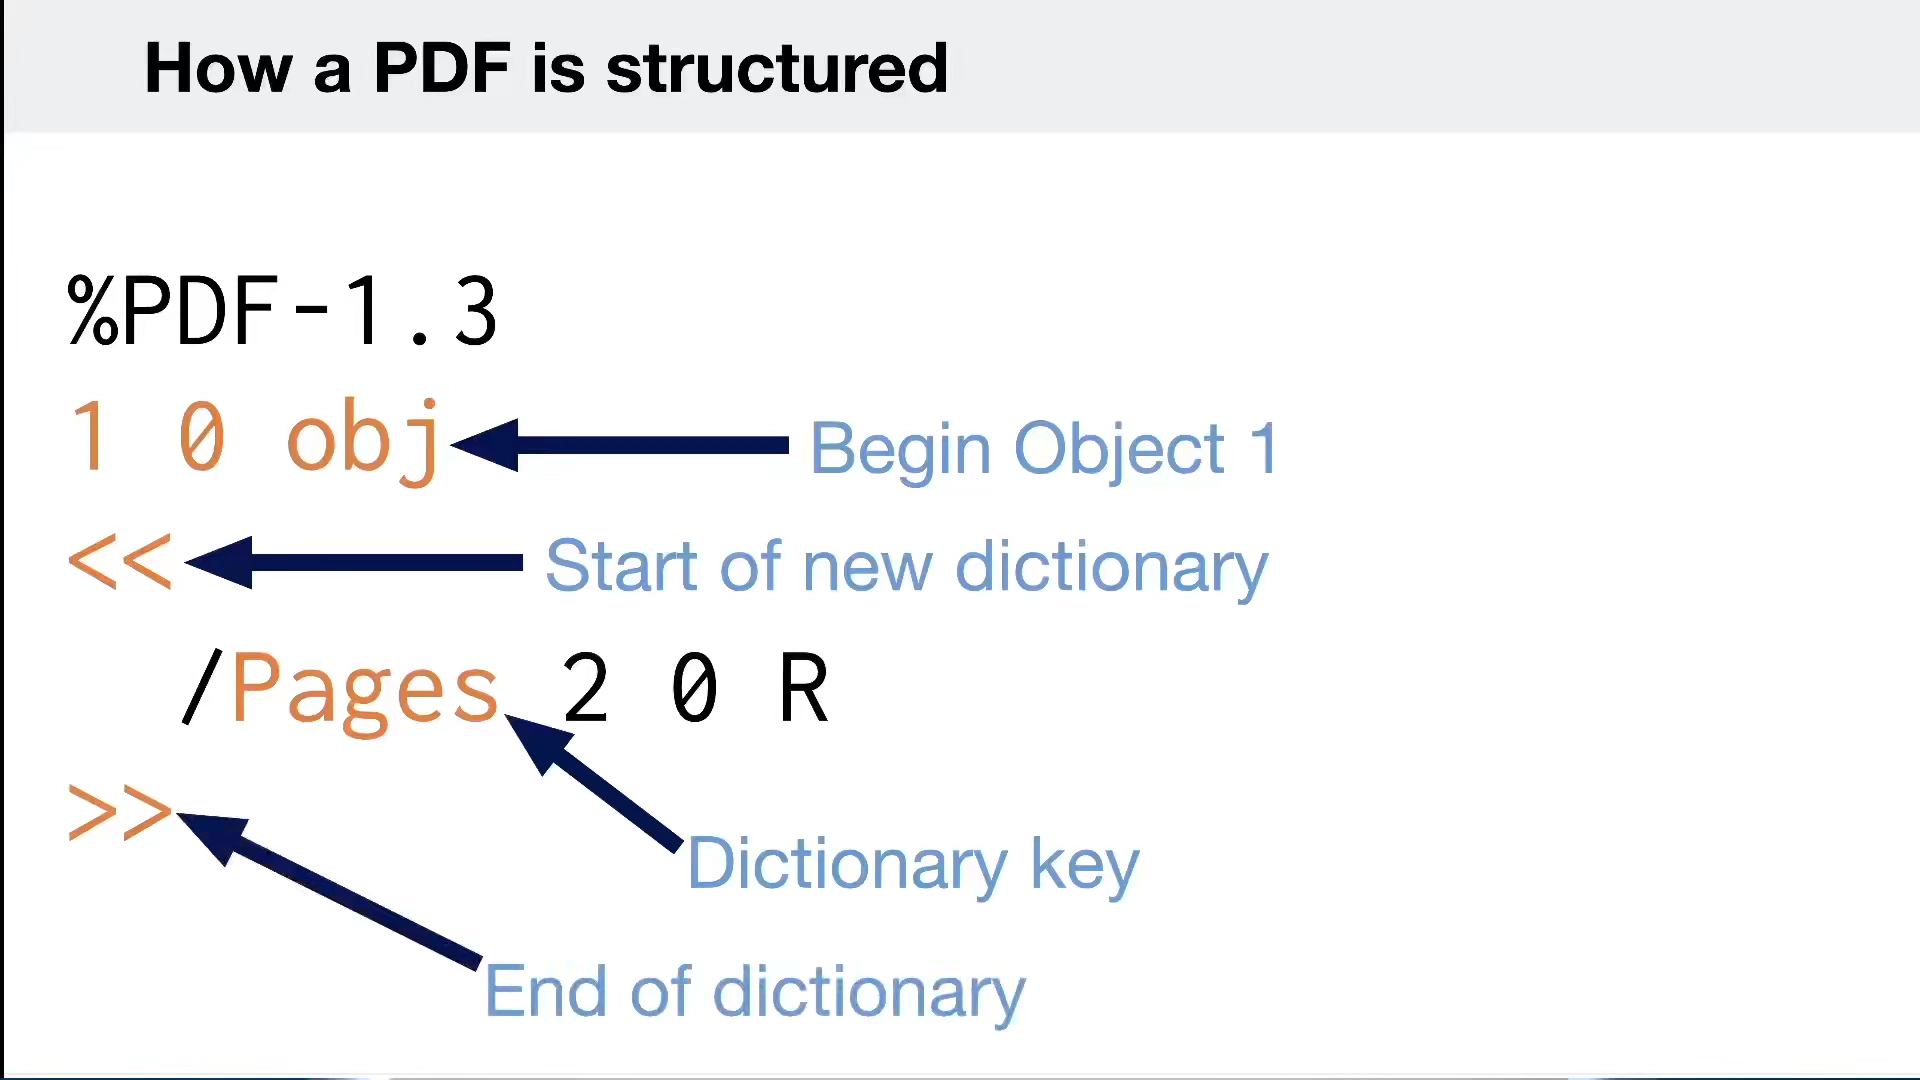 How a PDF is structured
%PDF-1.3
1 0 obj
Begin Object 1
<<
Start of new dictionary
/Pages 2 0 R
>>
Dictionary key
End of dictionary